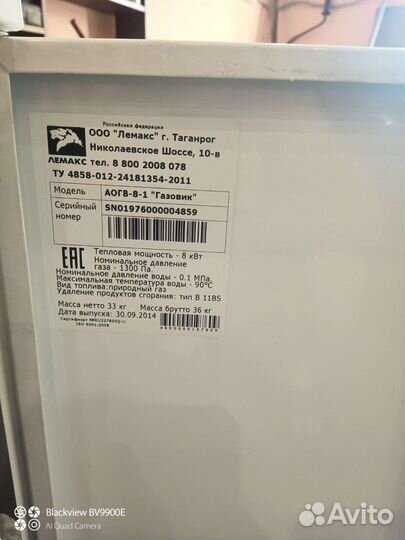 Российская федерация
ООО "Лемакс" г. Таганрог
Николаевское Шоссе, 10-в
ЛЕМАКС тел. 8 800 2008 078
ТУ 4858-012-24181354-2011
Модель АОГВ-8-1 "Газовик"
Серийный номер SN01976000004859
ЕАС
Тепловая мощность - 8 кВт
Номинальное давление
газа - 1300 Па.
Номинальное давление воды - 0.1 МПа.
Максимальная температура воды - 90°С
Вид топлива:природный газ
Удаление продуктов сгорания: тип В 11BS
Масса нетто 33 кг Масса брутто 36 кг
Дата выпуска: 30.09.2014
Сертификат
ISO 9001:2008
Blackview BV9900E
AI Quad Camera
Avito